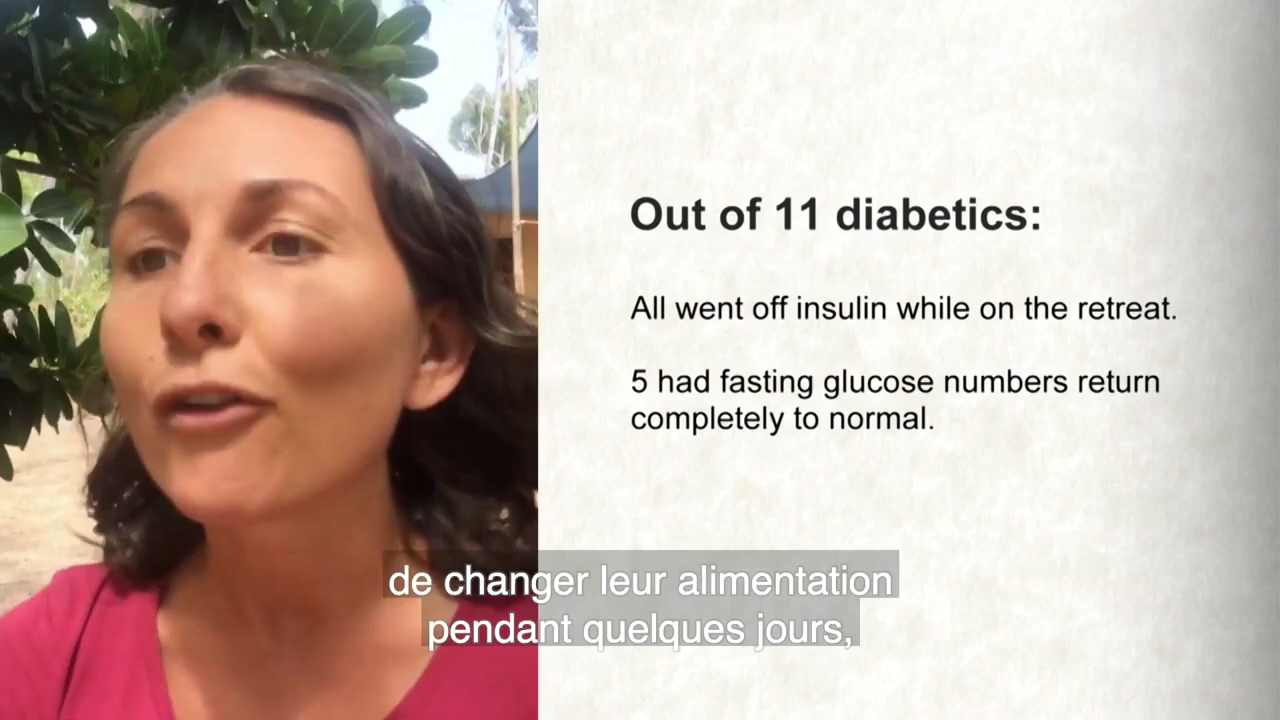 Out of 11 diabetics:
All went off insulin while on the retreat.
5 had fasting glucose numbers return
completely to normal.
de changer leur alimentation
pendant quelques jours,